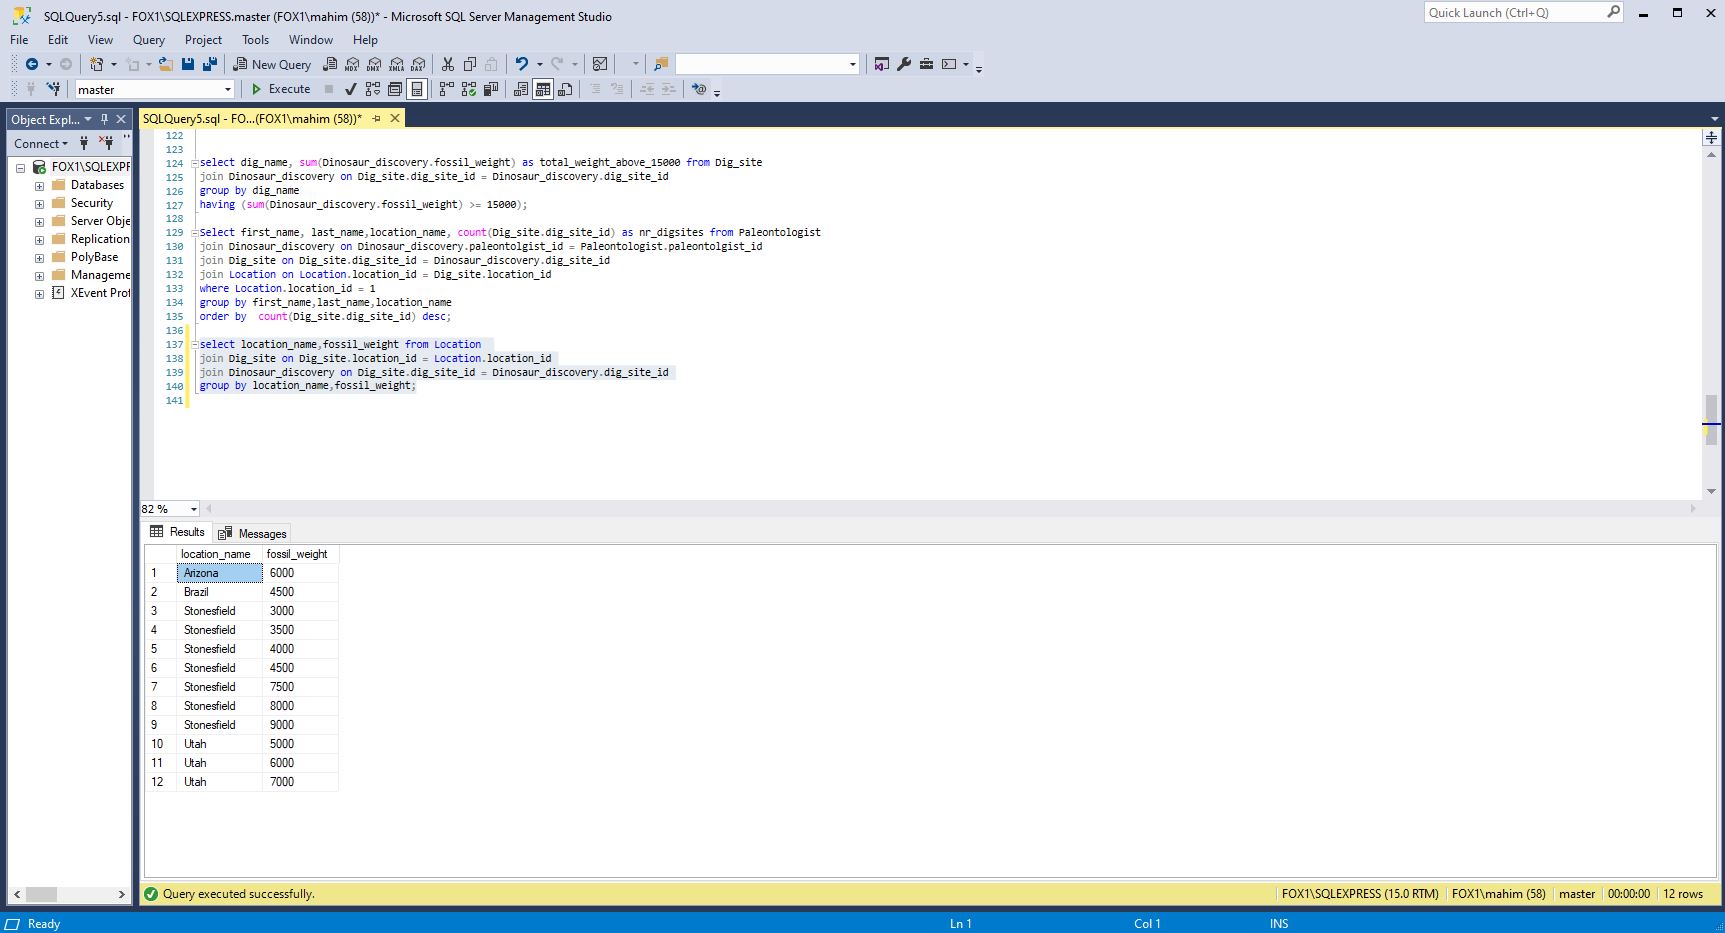 SQLQuery5.sql - FOX1\SQLEXPRESS.master (FOX1\mahim (58))* - Microsoft SQL Server Management Studio
Quick Launch (Ctrl+Q)
File Edit View Query Project Tools Window Help
New Query
MDX DMX XMLA DAX
master
Execute
Object Expl...
SQLQuery5.sql - FO...(FOX1\mahim (58))*
Connect
FOX1\SQLEXPR
Databases
Security
Server Obje
Replication
PolyBase
Manageme
XEvent Prof
122
123
124 select dig_name, sum(Dinosaur_discovery.fossil_weight) as total_weight_above_15000 from Dig_site
125 join Dinosaur_discovery on Dig_site.dig_site_id = Dinosaur_discovery.dig_site_id
126 group by dig_name
127 having (sum(Dinosaur_discovery.fossil_weight) >= 15000);
128
129 Select first_name, last_name,location_name, count(Dig_site.dig_site_id) as nr_digsites from Paleontologist
130 join Dinosaur_discovery on Dinosaur_discovery.paleontolgist_id = Paleontologist.paleontolgist_id
131 join Dig_site on Dig_site.dig_site_id = Dinosaur_discovery.dig_site_id
132 join Location on Location.location_id = Dig_site.location_id
133 where Location.location_id = 1
134 group by first_name,last_name,location_name
135 order by  count(Dig_site.dig_site_id) desc;
136
137 select location_name,fossil_weight from Location
138 join Dig_site on Dig_site.location_id = Location.location_id
139 join Dinosaur_discovery on Dig_site.dig_site_id = Dinosaur_discovery.dig_site_id
140 group by location_name,fossil_weight;
141
82 %
Results Messages
location_name fossil_weight
1 Arizona 6000
2 Brazil 4500
3 Stonesfield 3000
4 Stonesfield 3500
5 Stonesfield 4000
6 Stonesfield 4500
7 Stonesfield 7500
8 Stonesfield 8000
9 Stonesfield 9000
10 Utah 5000
11 Utah 6000
12 Utah 7000
Query executed successfully.
FOX1\SQLEXPRESS (15.0 RTM) FOX1\mahim (58) master 00:00:00 12 rows
Ready Ln 1 Col 1 INS